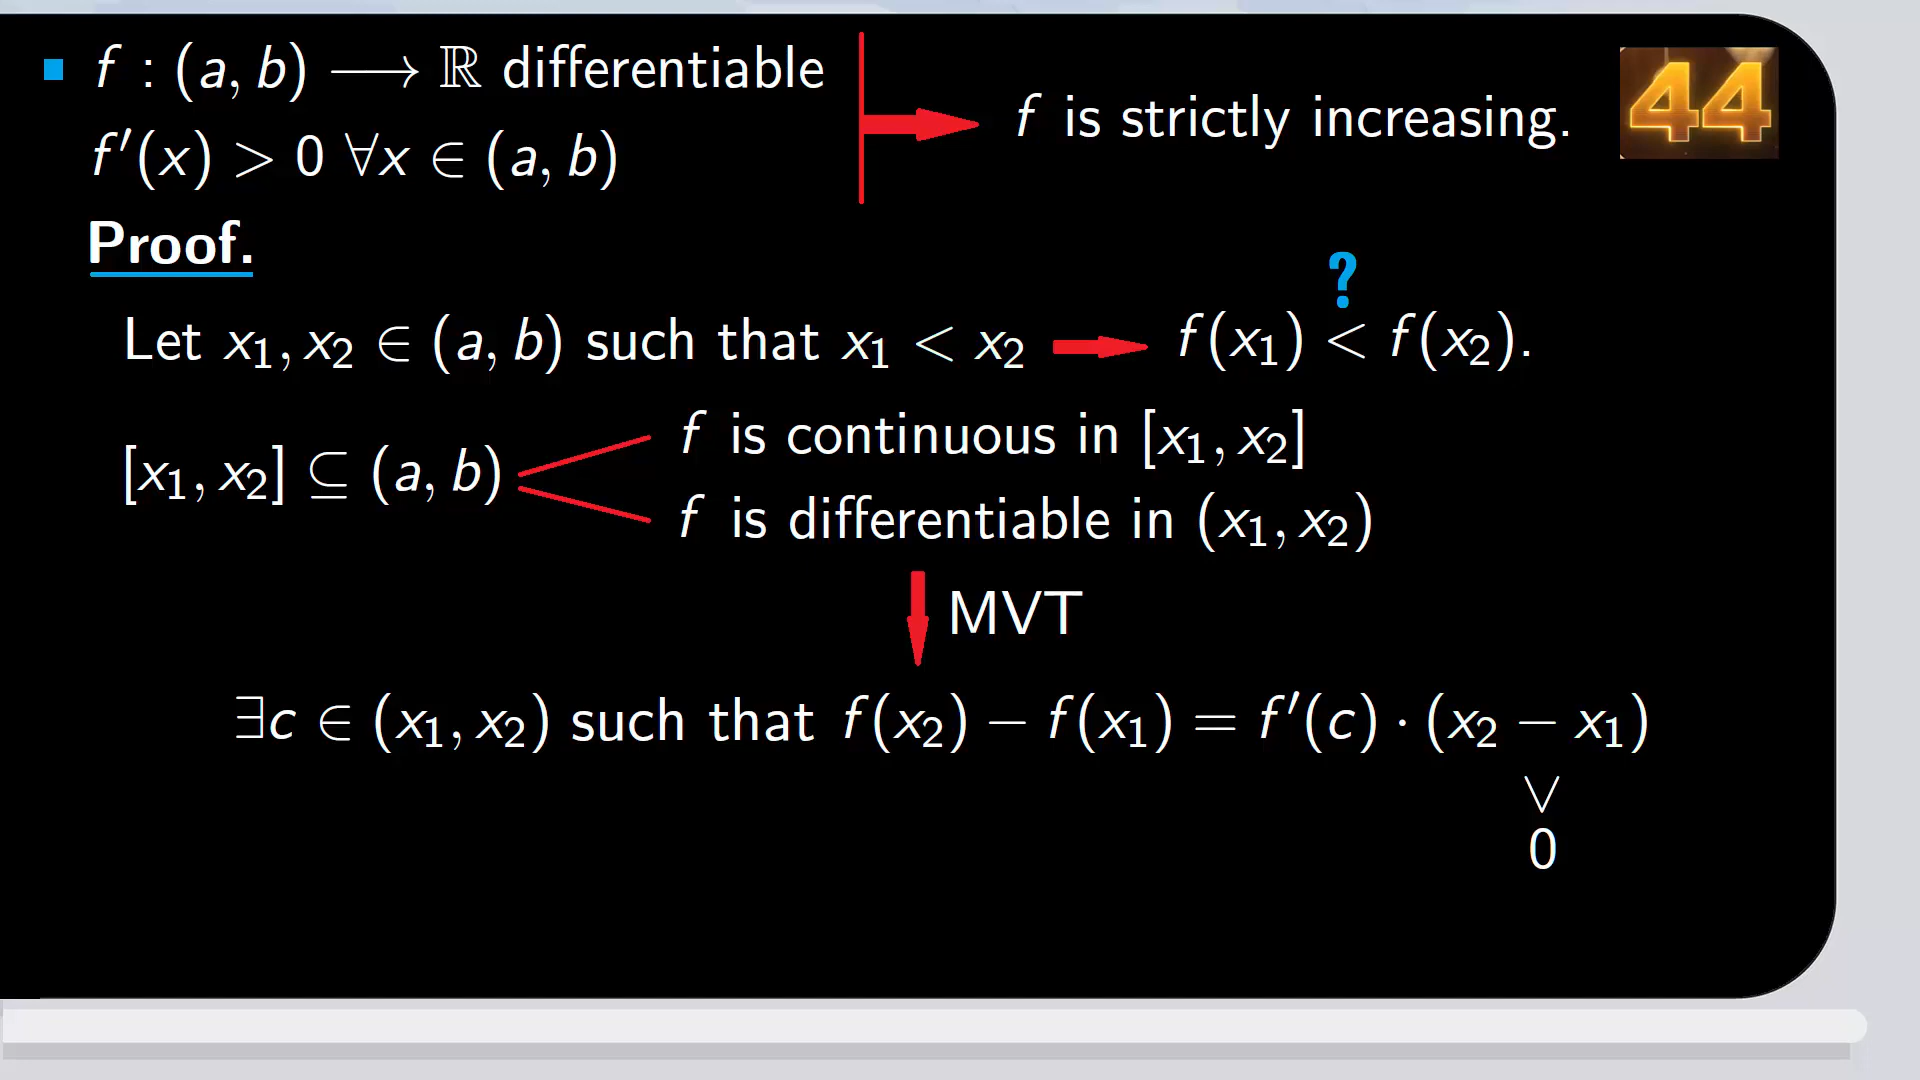 f : (a, b) ⟶ ℝ differentiable
f′(x) > 0 ∀x ∈ (a, b)
f is strictly increasing.
44
Proof.
?
Let x₁, x₂ ∈ (a, b) such that x₁ < x₂ f(x₁) < f(x₂).
[x₁, x₂] ⊆ (a, b)
f is continuous in [x₁, x₂]
f is differentiable in (x₁, x₂)
MVT
∃c ∈ (x₁, x₂) such that f(x₂) − f(x₁) = f′(c) · (x₂ − x₁)
∨
0